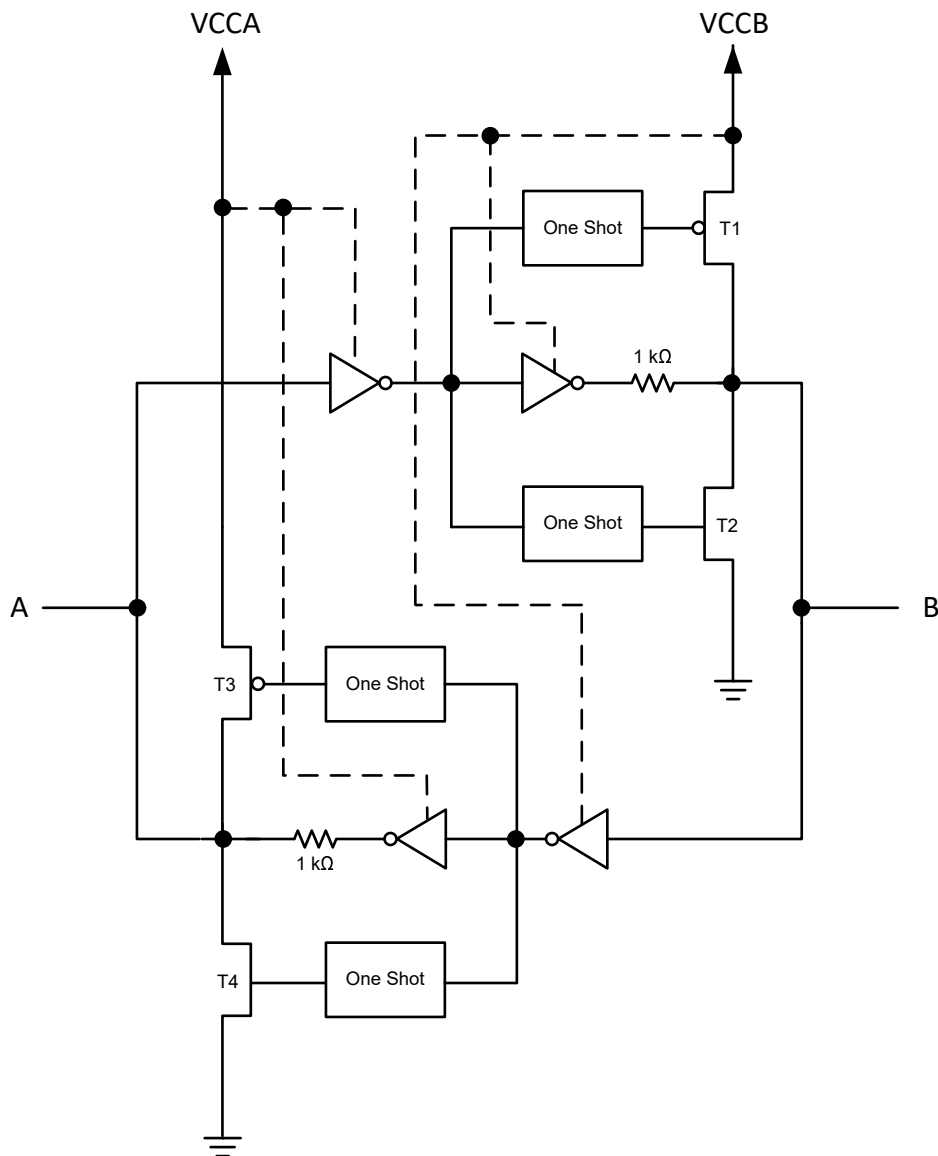 VCCA
VCCB
One Shot
T1
1 kΩ
One Shot
T2
A
B
T3
One Shot
1 kΩ
T4
One Shot